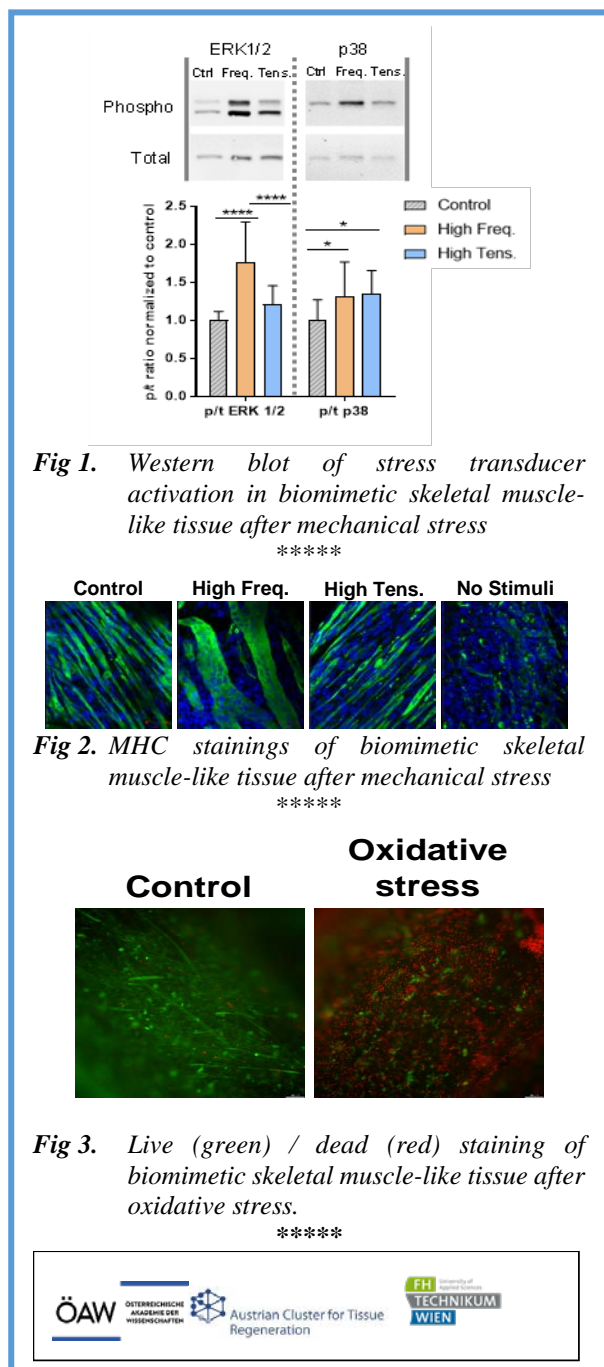 ERK1/2 p38
Ctrl Freq. Tens. Ctrl Freq. Tens.
Phospho
Total
p/t ratio normalized to control
2.5
2.0
1.5
1.0
0.5
0.0
**** ****
*
*
Control
High Freq.
High Tens.
p/t ERK 1/2 p/t p38
Fig 1. Western blot of stress transducer
activation in biomimetic skeletal muscle-
like tissue after mechanical stress
*****
Control High Freq. High Tens. No Stimuli
Fig 2. MHC stainings of biomimetic skeletal
muscle-like tissue after mechanical stress
*****
Control
Oxidative
stress
Fig 3. Live (green) / dead (red) staining of
biomimetic skeletal muscle-like tissue after
oxidative stress.
*****
ÖAW
ÖSTERREICHISCHE
AKADEMIE DER
WISSENSCHAFTEN
Austrian Cluster for Tissue
Regeneration
FH
University of
Applied Sciences
TECHNIKUM
WIEN